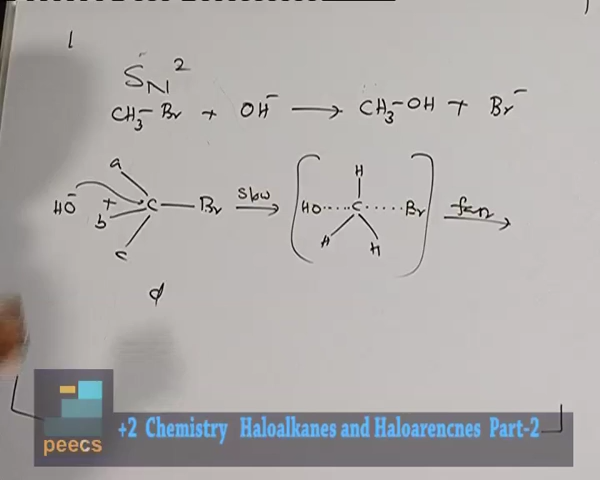 1
SN2
CH3-Br + OH- → CH3-OH + Br-
a
HO- + C — Br slow → [ H HO.....C.....Br ] →
b
c
H H
peecs
+2 Chemistry Haloalkanes and Haloarencnes Part-2